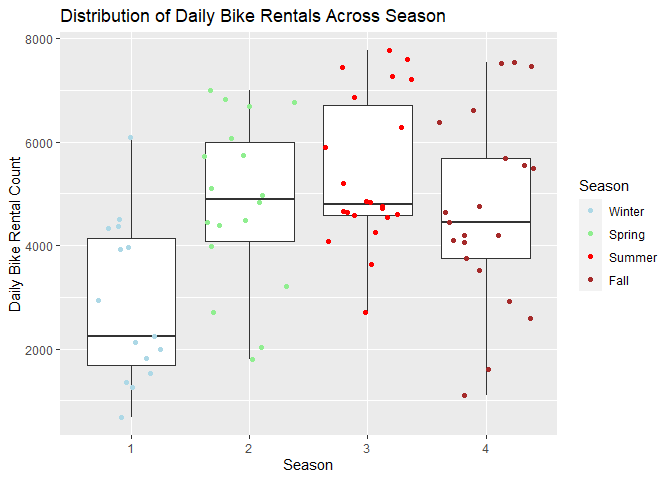 Distribution of Daily Bike Rentals Across Season
Daily Bike Rental Count
8000
6000
4000
2000
1 2 3 4
Season
Season
Winter
Spring
Summer
Fall